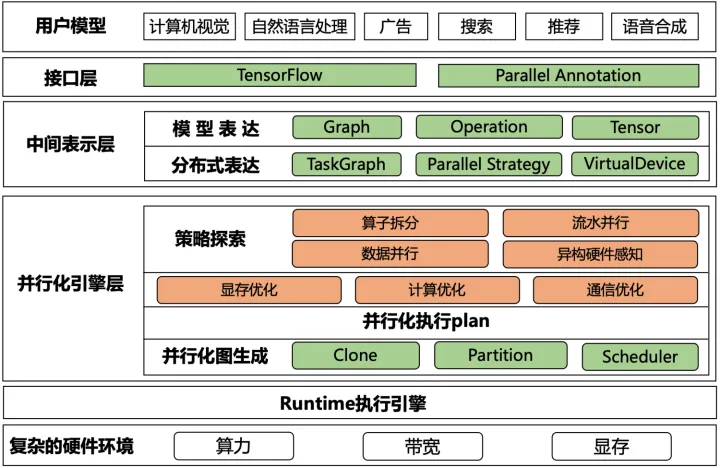 用户模型 计算机视觉 自然语言处理 广告 搜索 推荐 语音合成
接口层 TensorFlow Parallel Annotation
中间表示层
模 型 表 达 Graph Operation Tensor
分布式表达 TaskGraph Parallel Strategy VirtualDevice
并行化引擎层
策略探索
算子拆分 流水并行
数据并行 异构硬件感知
显存优化 计算优化 通信优化
并行化执行plan
并行化图生成 Clone Partition Scheduler
Runtime执行引擎
复杂的硬件环境 算力 带宽 显存